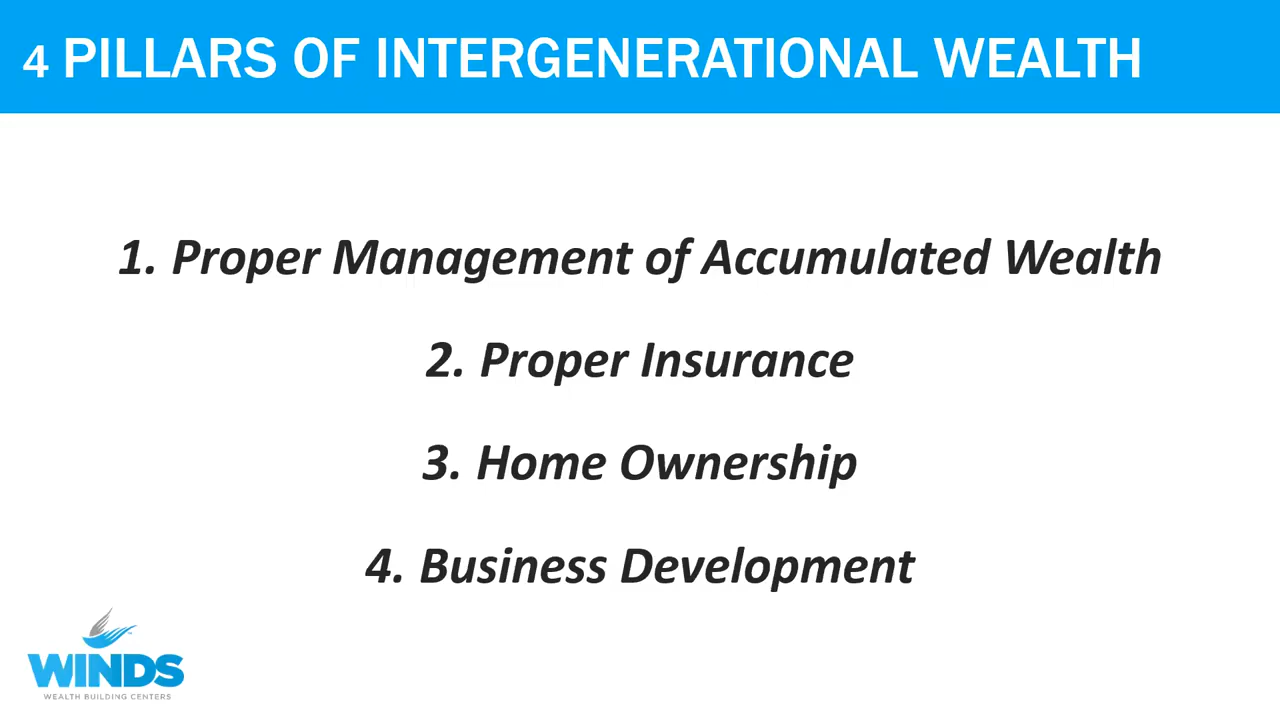 4 PILLARS OF INTERGENERATIONAL WEALTH
1. Proper Management of Accumulated Wealth
2. Proper Insurance
3. Home Ownership
4. Business Development
WINDS
WEALTH BUILDING CENTERS